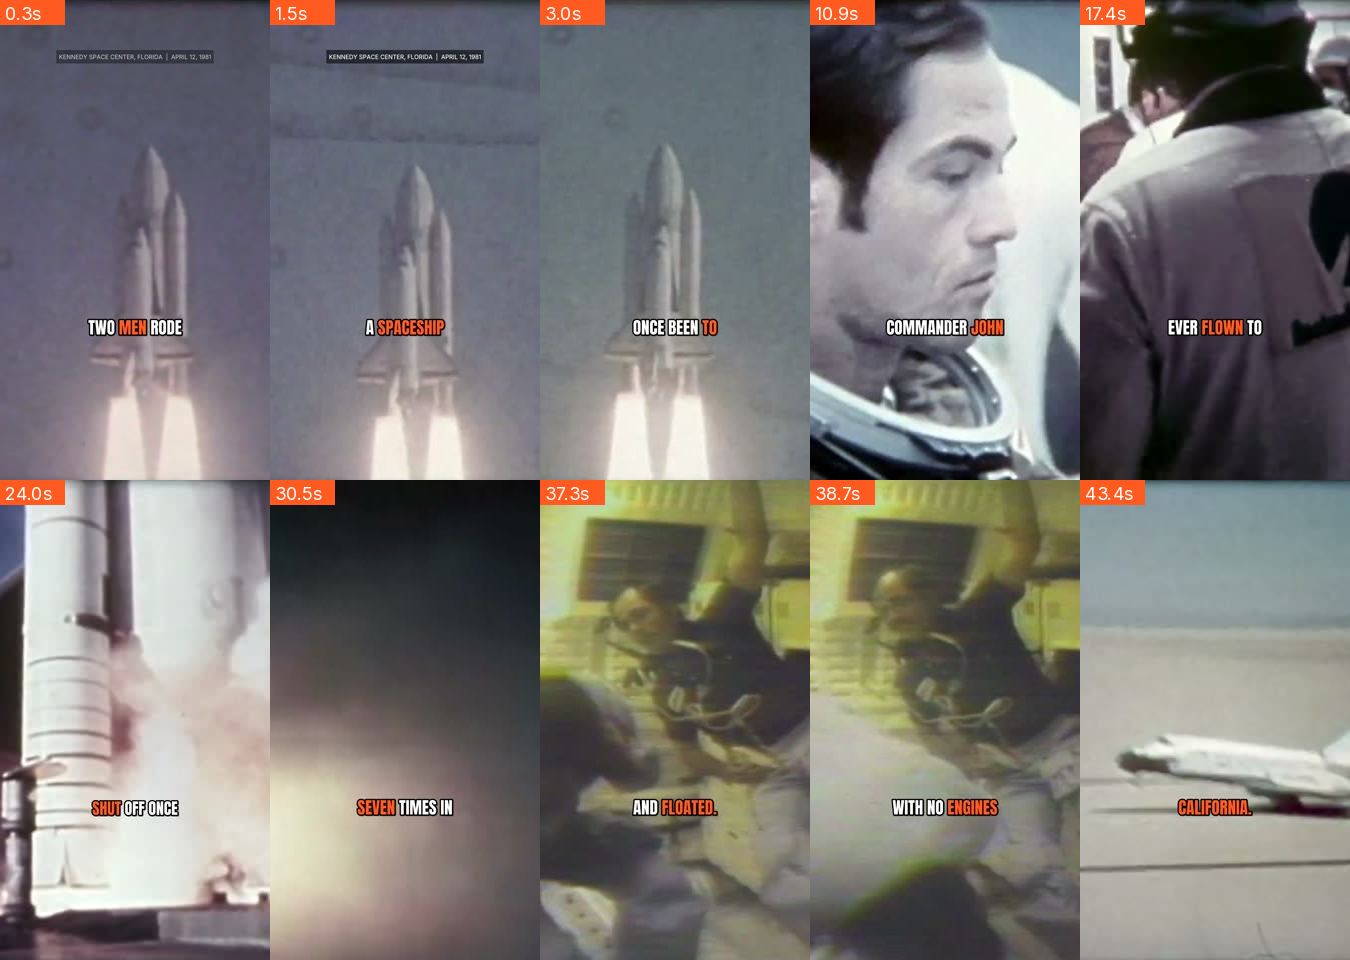 0.3s
KENNEDY SPACE CENTER, FLORIDA | APRIL 12, 1981
TWO MEN RODE
1.5s
KENNEDY SPACE CENTER, FLORIDA | APRIL 12, 1981
A SPACESHIP
3.0s
ONCE BEEN TO
10.9s
COMMANDER JOHN
17.4s
EVER FLOWN TO
24.0s
SHUT OFF ONCE
30.5s
SEVEN TIMES IN
37.3s
AND FLOATED.
38.7s
WITH NO ENGINES
43.4s
CALIFORNIA.